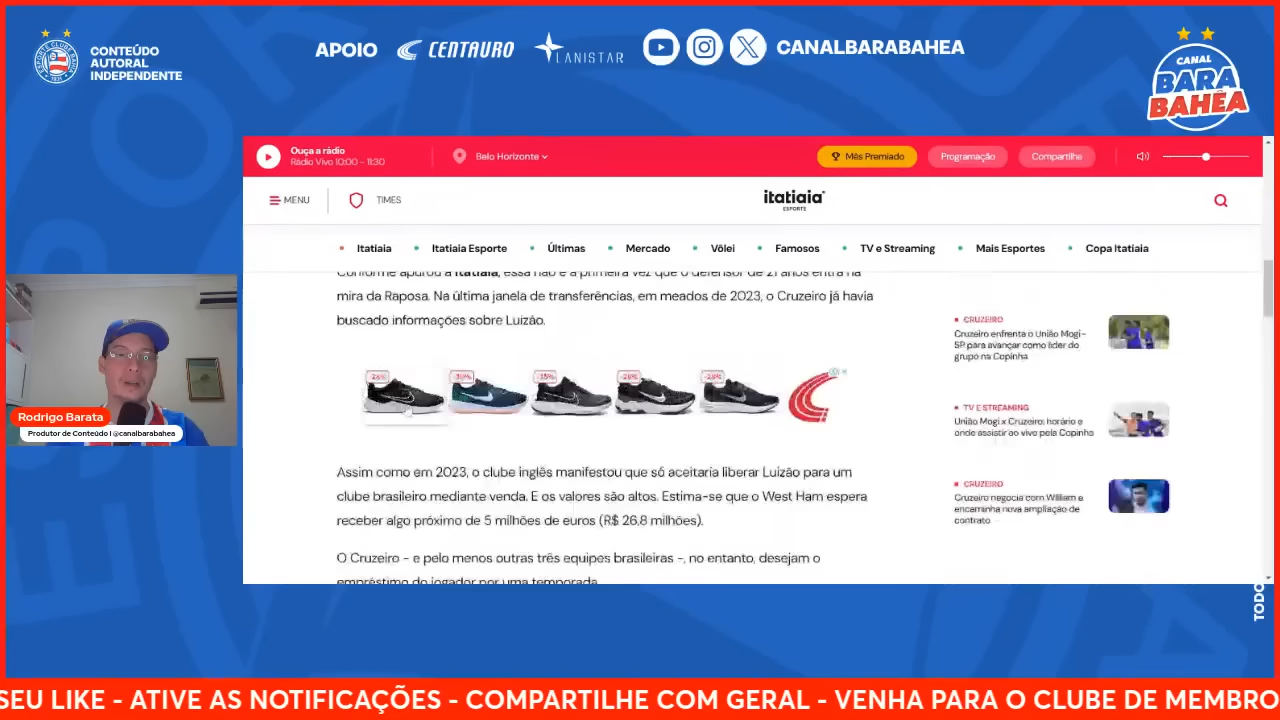 CONTEÚDO
AUTORAL
INDEPENDENTE
APOIO
CENTAURO
LANISTAR
CANALBARABAHEA
CANAL
BARA
BAHÊA
Ouça a rádio
Rádio Vivo 10:00 - 11:30
Belo Horizonte
Mês Premiado
Programação
Compartilhe
MENU
TIMES
itatiaia
ESPORTE
Itatiaia
Itatiaia Esporte
Últimas
Mercado
Vôlei
Famosos
TV e Streaming
Mais Esportes
Copa Itatiaia
Conforme apurou a Itatiaia, essa não é a primeira vez que o defensor de 21 anos entra na
mira da Raposa. Na última janela de transferências, em meados de 2023, o Cruzeiro já havia
buscado informações sobre Luizão.
Assim como em 2023, o clube inglês manifestou que só aceitaria liberar Luizão para um
clube brasileiro mediante venda. E os valores são altos. Estima-se que o West Ham espera
receber algo próximo de 5 milhões de euros (R$ 26,8 milhões).
O Cruzeiro - e pelo menos outras três equipes brasileiras -, no entanto, desejam o
empréstimo do jogador por uma temporada
CRUZEIRO
Cruzeiro enfrenta o União Mogi-
SP para avançar como líder do
grupo na Copinha
TV E STREAMING
União Mogi x Cruzeiro: horário e
onde assistir ao vivo pela Copinha
CRUZEIRO
Cruzeiro negocia com William e
encaminha nova ampliação de
contrato
Rodrigo Barata
Produtor de Conteúdo | @canalbarabahea
TODO
SEU LIKE - ATIVE AS NOTIFICAÇÕES - COMPARTILHE COM GERAL - VENHA PARA O CLUBE DE MEMBRO